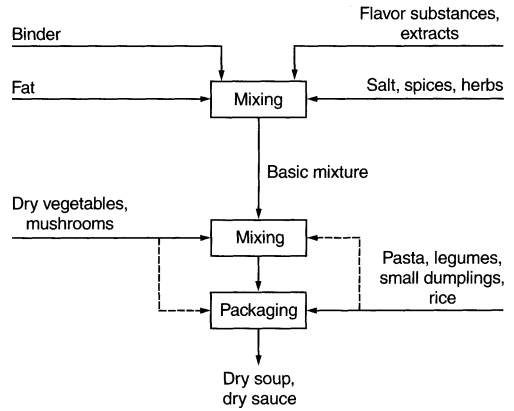 Flavor substances,
extracts
Binder
Fat
Mixing
Salt, spices, herbs
Basic mixture
Dry vegetables,
mushrooms
Mixing
Pasta, legumes,
small dumplings,
rice
Packaging
Dry soup,
dry sauce